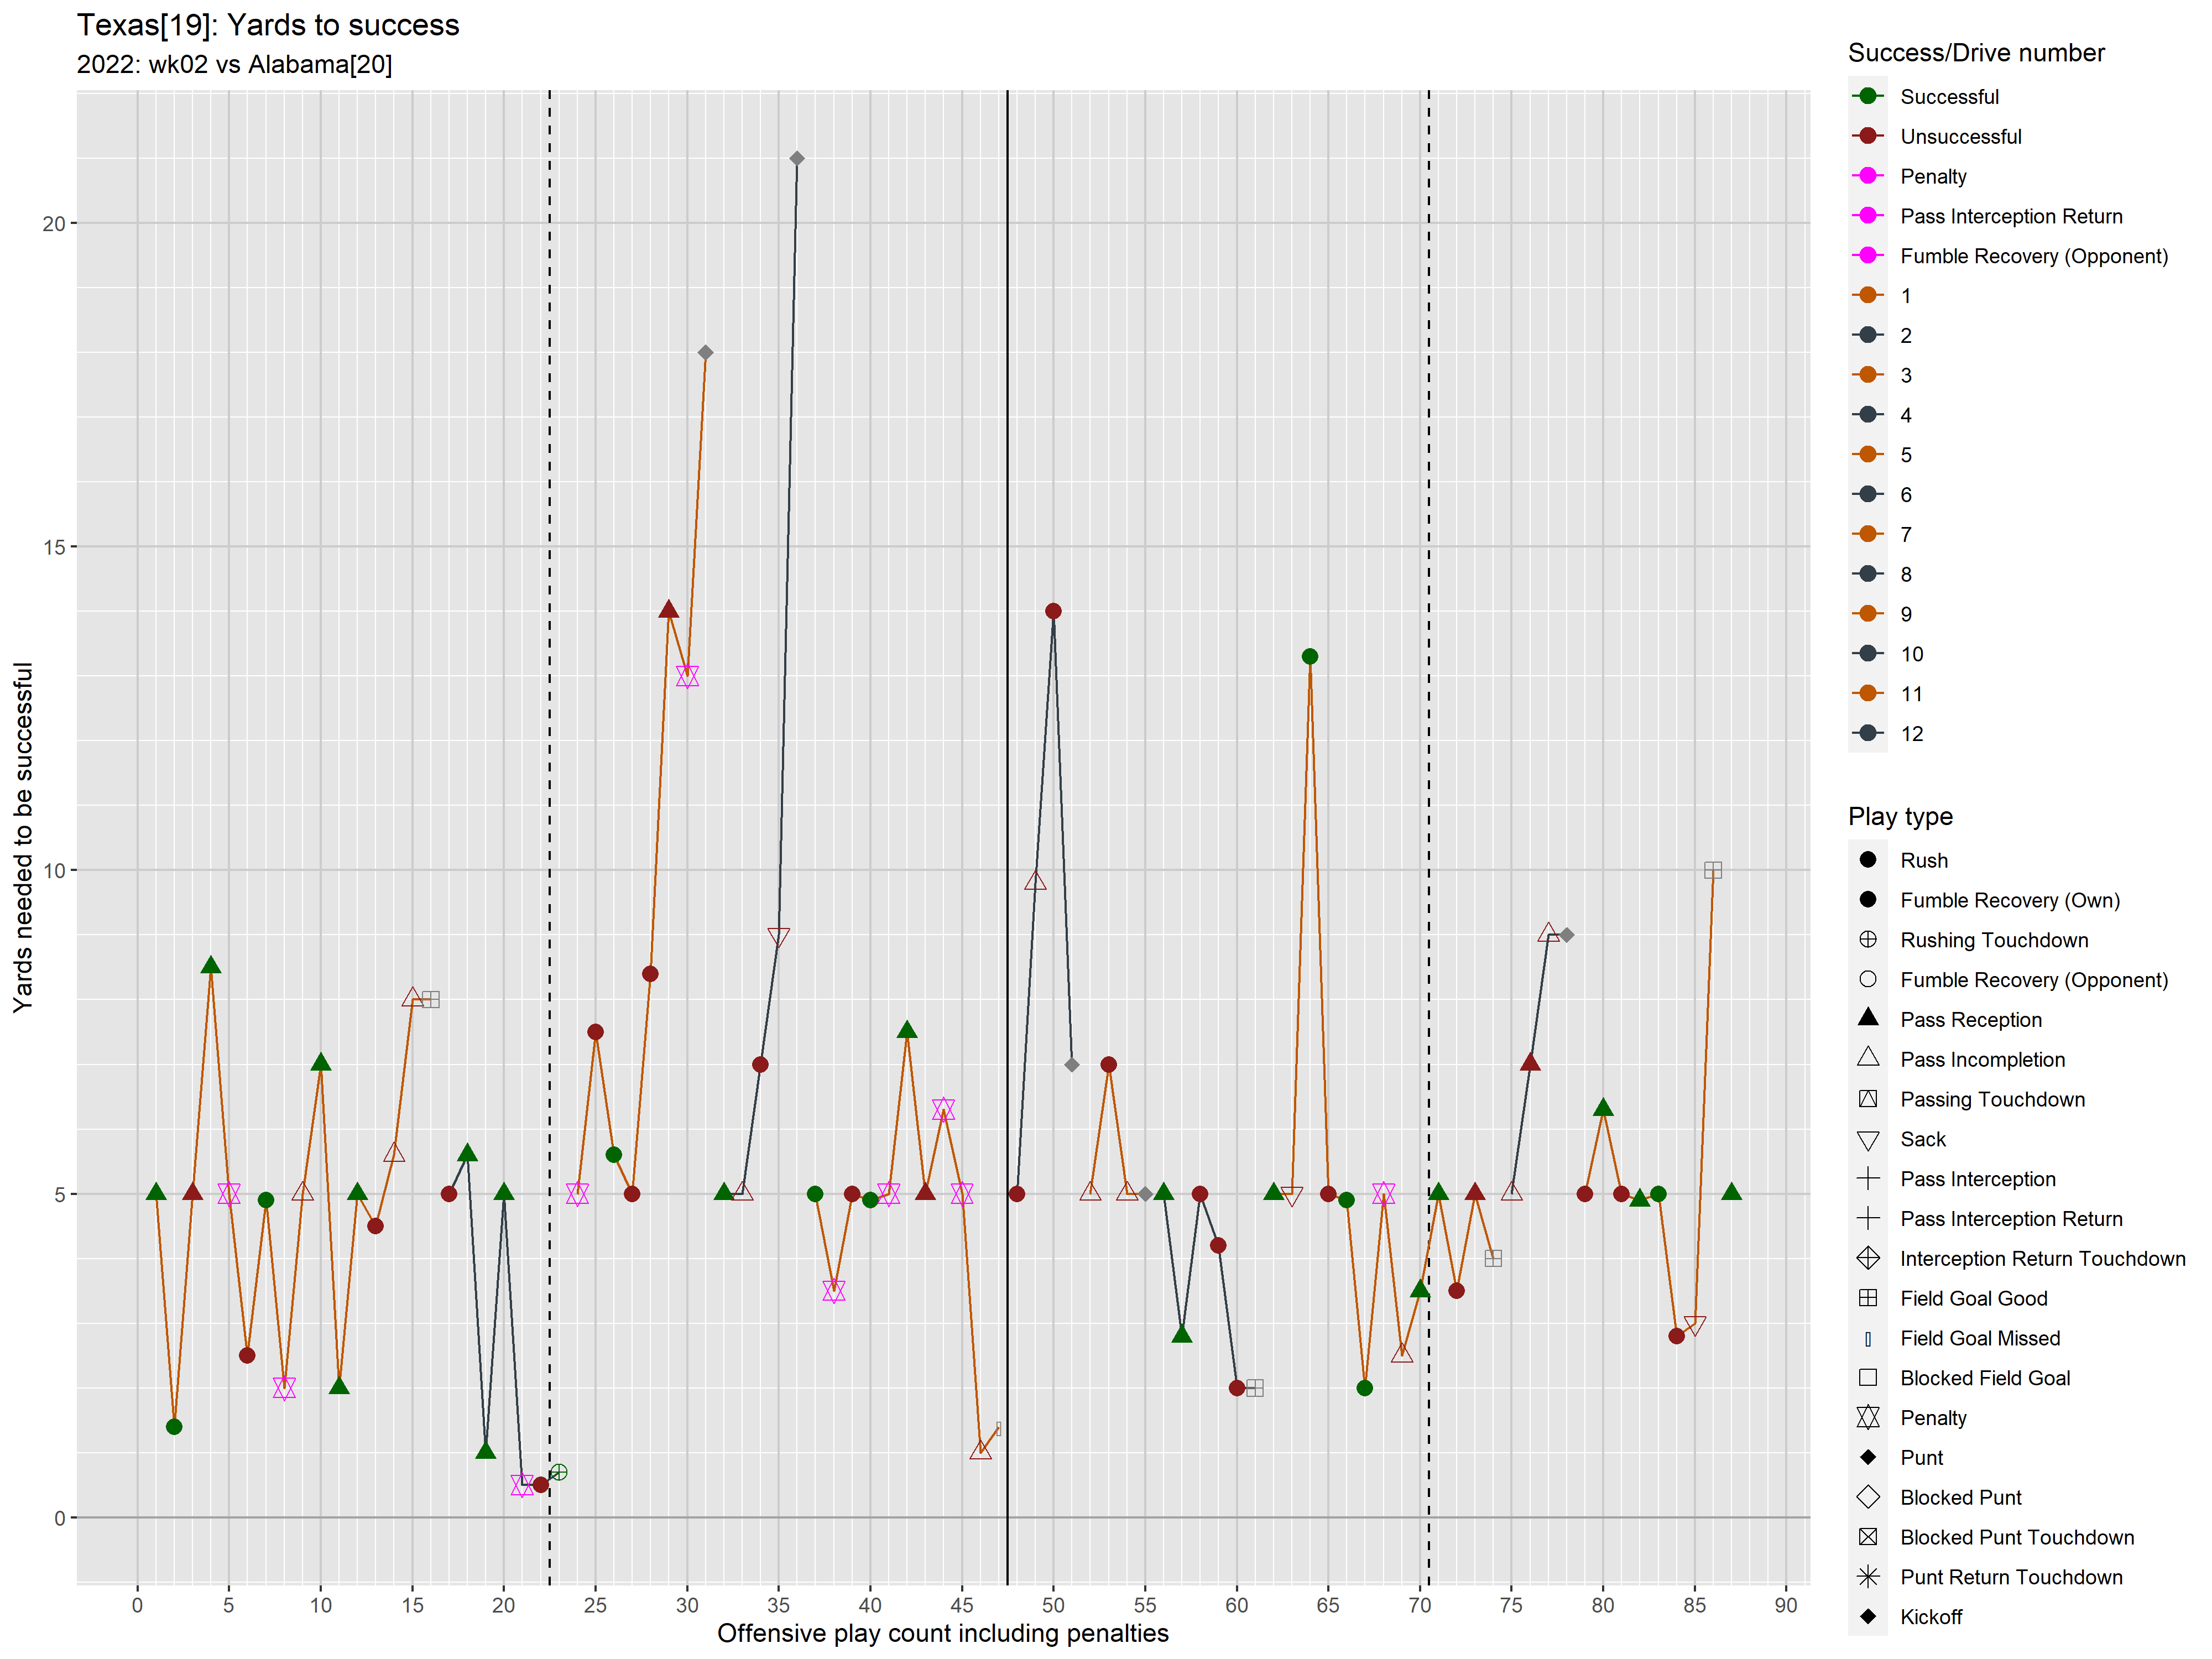 Texas[19]: Yards to success
2022: wk02 vs Alabama[20]
Yards needed to be successful
20
15
10
5
0
0 5 10 15 20 25 30 35 40 45 50 55 60 65 70 75 80 85 90
Offensive play count including penalties
Success/Drive number
Successful
Unsuccessful
Penalty
Pass Interception Return
Fumble Recovery (Opponent)
1
2
3
4
5
6
7
8
9
10
11
12
Play type
Rush
Fumble Recovery (Own)
Rushing Touchdown
Fumble Recovery (Opponent)
Pass Reception
Pass Incompletion
Passing Touchdown
Sack
Pass Interception
Pass Interception Return
Interception Return Touchdown
Field Goal Good
Field Goal Missed
Blocked Field Goal
Penalty
Punt
Blocked Punt
Blocked Punt Touchdown
Punt Return Touchdown
Kickoff